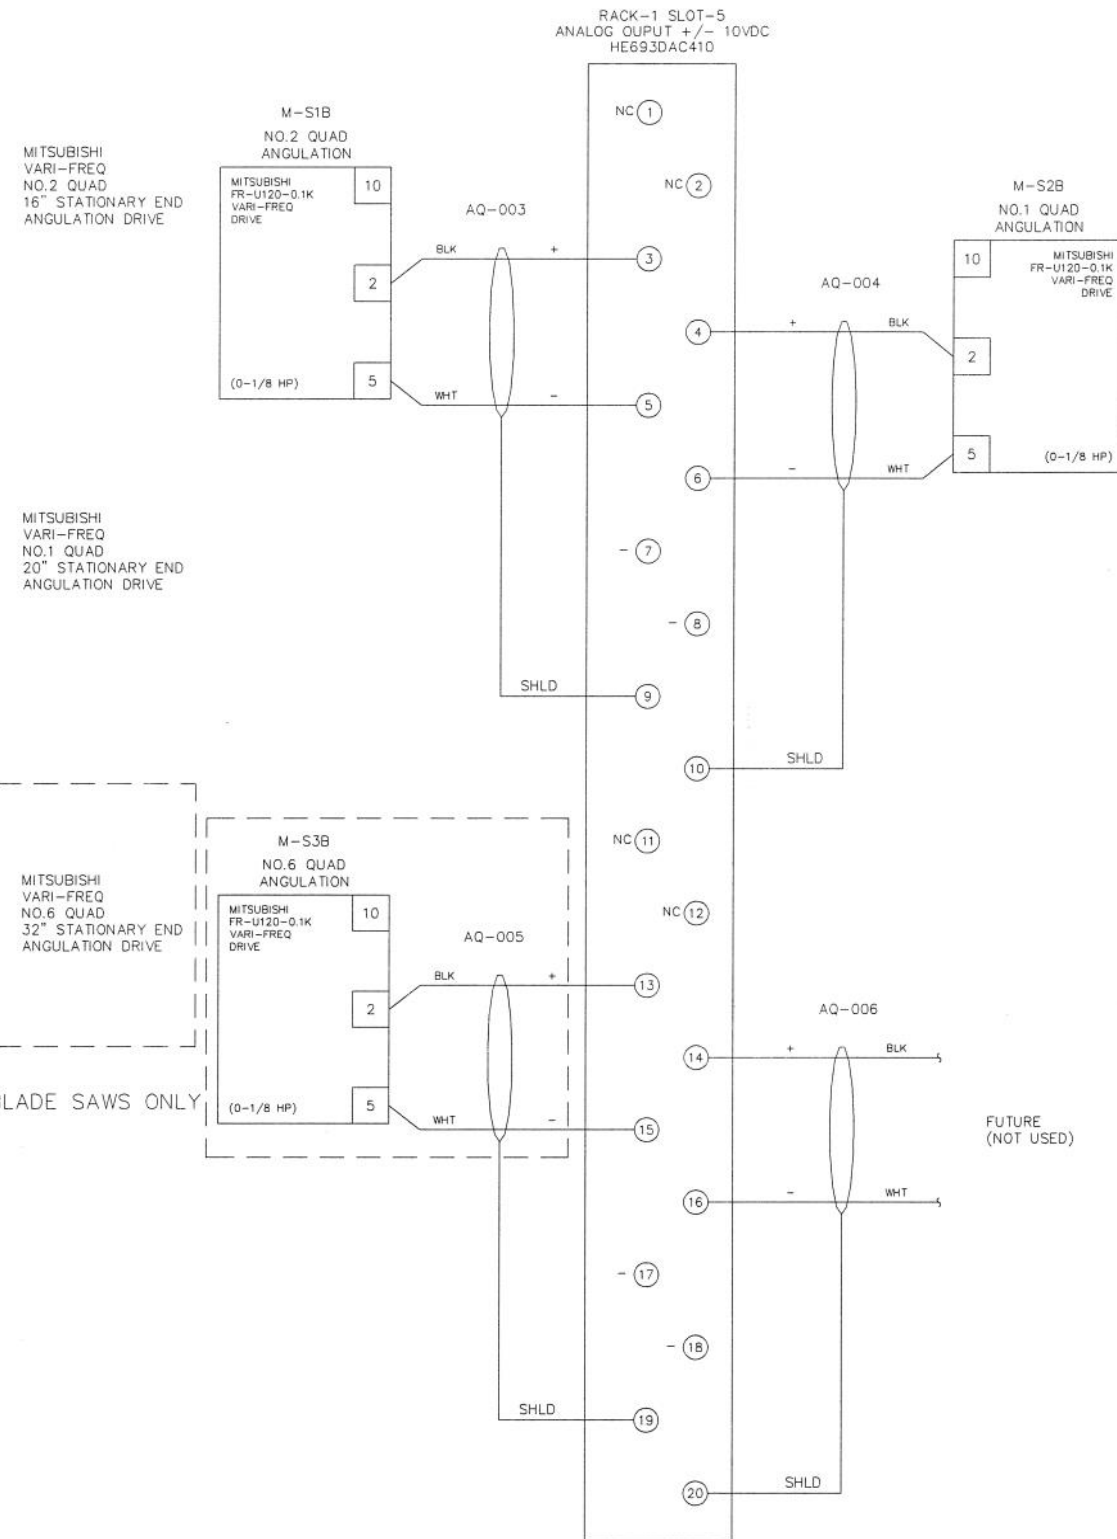 RACK-1 SLOT-5
ANALOG OUPUT +/- 10VDC
HE693DAC410
NC 1
NC 2
3
4
5
6
- 7
- 8
9
10
NC 11
NC 12
13
14
15
16
- 17
- 18
19
20
MITSUBISHI
VARI-FREQ
NO.2 QUAD
16" STATIONARY END
ANGULATION DRIVE
M-S1B
NO.2 QUAD
ANGULATION
MITSUBISHI
FR-U120-0.1K
VARI-FREQ
DRIVE
10
2
5
(0-1/8 HP)
AQ-003
BLK +
WHT -
SHLD
M-S2B
NO.1 QUAD
ANGULATION
10
MITSUBISHI
FR-U120-0.1K
VARI-FREQ
DRIVE
2
5
(0-1/8 HP)
AQ-004
+ BLK
- WHT
SHLD
MITSUBISHI
VARI-FREQ
NO.1 QUAD
20" STATIONARY END
ANGULATION DRIVE
MITSUBISHI
VARI-FREQ
NO.6 QUAD
32" STATIONARY END
ANGULATION DRIVE
LADE SAWS ONLY
M-S3B
NO.6 QUAD
ANGULATION
MITSUBISHI
FR-U120-0.1K
VARI-FREQ
DRIVE
10
2
5
(0-1/8 HP)
AQ-005
BLK +
WHT -
SHLD
AQ-006
+ BLK
- WHT
SHLD
FUTURE
(NOT USED)